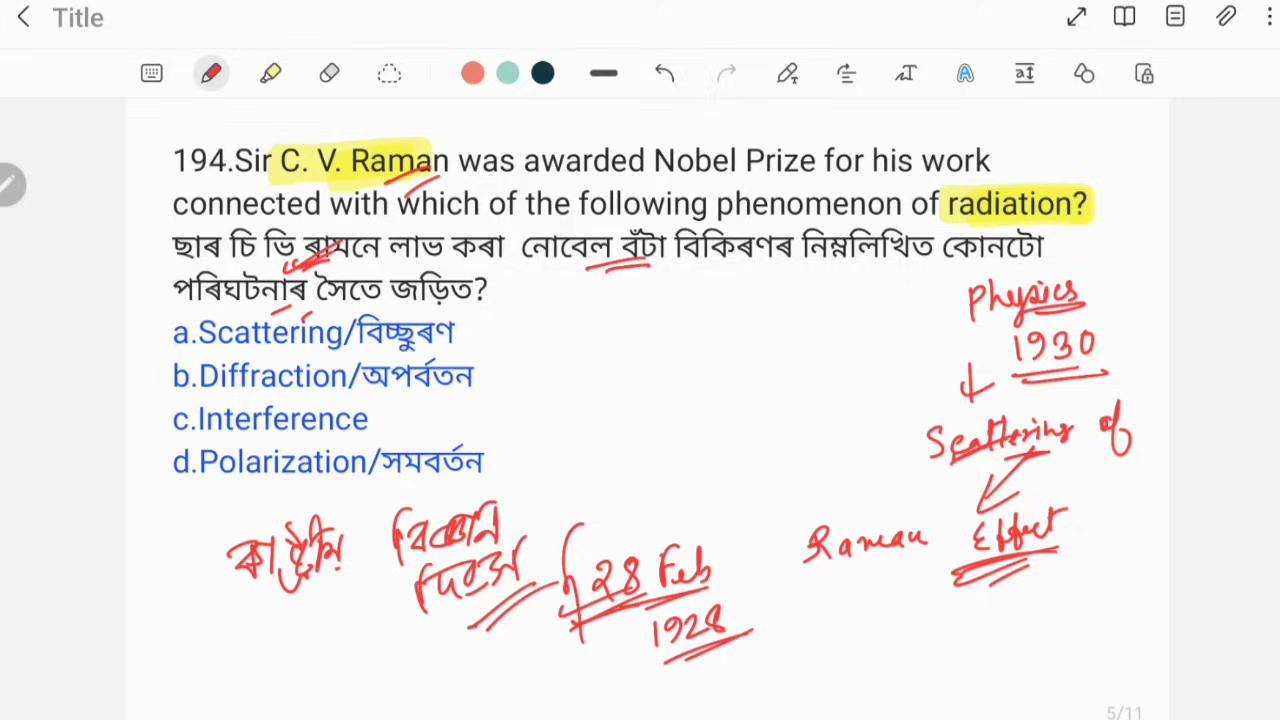 Title
194.Sir C. V. Raman was awarded Nobel Prize for his work
connected with which of the following phenomenon of radiation?
ছাৰ চি ভি ৰামনে লাভ কৰা নোবেল বঁটা বিকিৰণৰ নিম্নলিখিত কোনটো
পৰিঘটনাৰ সৈতে জড়িত?
a.Scattering/বিচ্ছুৰণ
b.Diffraction/অপৰ্বতন
c.Interference
d.Polarization/সমবৰ্তন
Physics
1930
Scattering of
Raman Effect
বিজ্ঞান
দিবস
28 Feb
1928
5/11